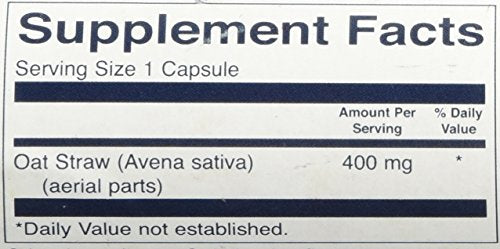 Supplement Facts
Serving Size 1 Capsule
Amount Per Serving
% Daily Value
Oat Straw (Avena sativa) 400 mg *
(aerial parts)
*Daily Value not established.